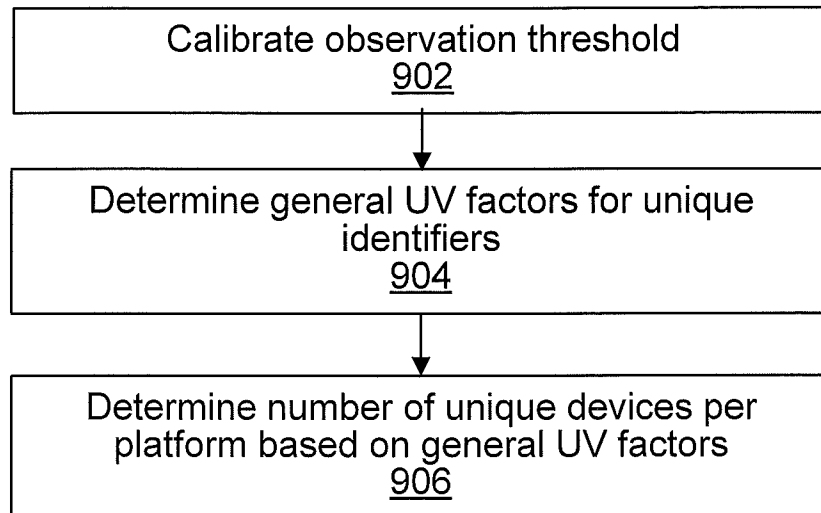 Calibrate observation threshold
902
Determine general UV factors for unique
identifiers
904
Determine number of unique devices per
platform based on general UV factors
906